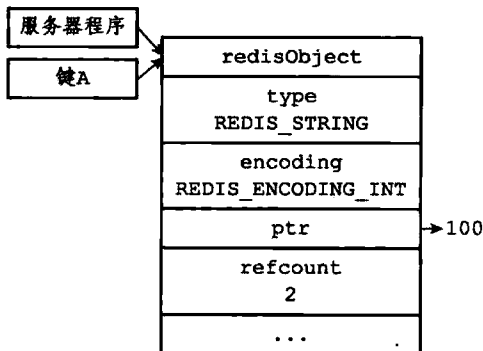 服务器程序
键A
redisObject
type
REDIS_STRING
encoding
REDIS_ENCODING_INT
ptr
100
refcount
2
...